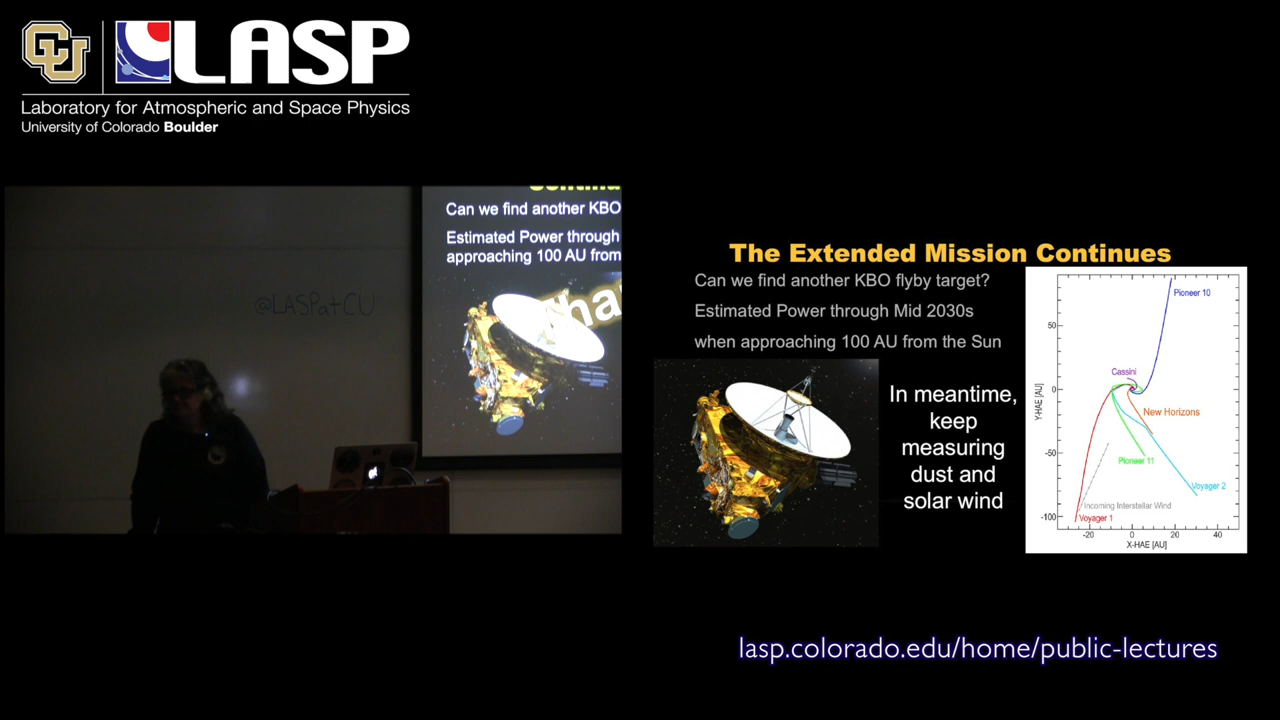 CU
LASP
Laboratory for Atmospheric and Space Physics
University of Colorado Boulder
Can we find another KBO
Estimated Power through
approaching 100 AU from
@LASPatCU
The Extended Mission Continues
Can we find another KBO flyby target?
Estimated Power through Mid 2030s
when approaching 100 AU from the Sun
In meantime,
keep
measuring
dust and
solar wind
Pioneer 10
50
Cassini
0
Y-HAE [AU]
New Horizons
-50
Pioneer 11
Voyager 2
Incoming Interstellar Wind
-100
Voyager 1
-20 0 20 40
X-HAE [AU]
lasp.colorado.edu/home/public-lectures